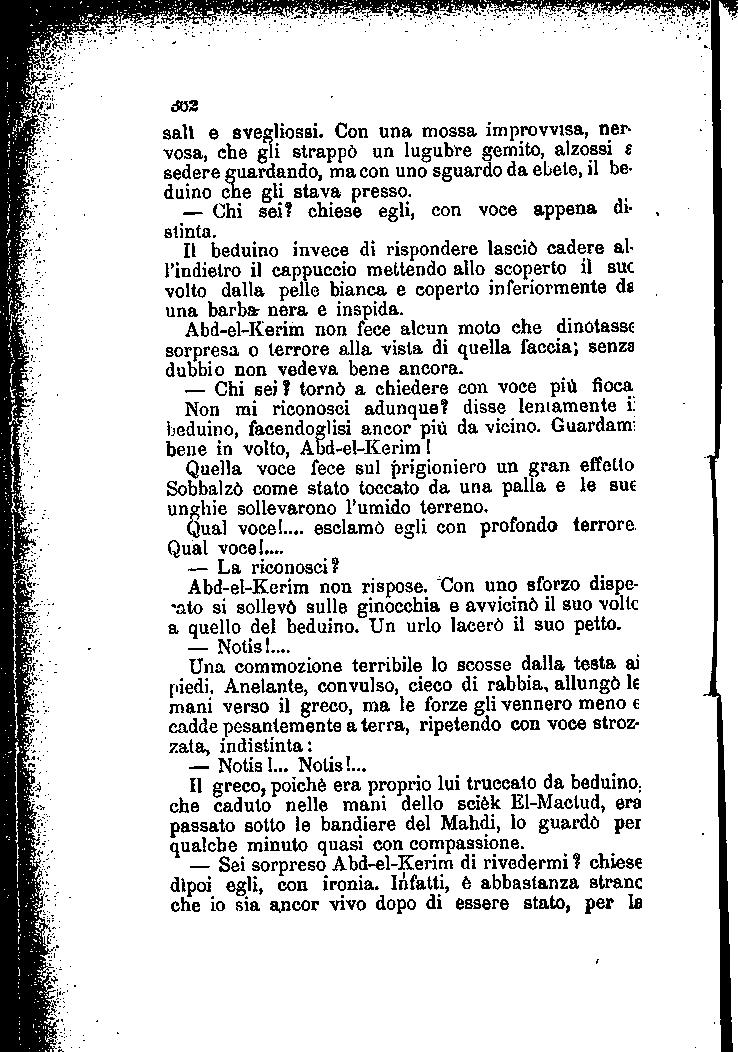 302
salì e svegliossi. Con una mossa improvvisa, ner-
vosa, che gli strappò un lugubre gemito, alzossi a
sedere guardando, ma con uno sguardo da ebete, il be-
duino che gli stava presso.
— Chi sei? chiese egli, con voce appena di-
stinta.
Il beduino invece di rispondere lasciò cadere al-
l'indietro il cappuccio mettendo allo scoperto il suo
volto dalla pelle bianca e coperto inferiormente da
una barba nera e inspida.
Abd-el-Kerim non fece alcun moto che dinotasse
sorpresa o terrore alla vista di quella faccia; senza
dubbio non vedeva bene ancora.
— Chi sei? tornò a chiedere con voce più fioca
Non mi riconosci adunque? disse lentamente il
beduino, facendoglisi ancor più da vicino. Guardami
bene in volto, Abd-el-Kerim!
Quella voce fece sul prigioniero un gran effetto
Sobbalzò come stato toccato da una palla e le sue
unghie sollevarono l'umido terreno.
Qual voce!.... esclamò egli con profondo terrore.
Qual voce!....
— La riconosci?
Abd-el-Kerim non rispose. Con uno sforzo dispe-
rato si sollevò sulle ginocchia e avvicinò il suo volto
a quello del beduino. Un urlo lacerò il suo petto.
— Notis!....
Una commozione terribile lo scosse dalla testa ai
piedi. Anelante, convulso, cieco di rabbia, allungò le
mani verso il greco, ma le forze gli vennero meno e
cadde pesantemente a terra, ripetendo con voce stroz-
zata, indistinta:
— Notis!... Notis!...
Il greco, poichè era proprio lui truccato da beduino,
che caduto nelle mani dello scièk El-Mactud, era
passato sotto le bandiere del Mahdi, lo guardò per
qualche minuto quasi con compassione.
— Sei sorpreso Abd-el-Kerim di rivedermi? chiese
dipoi egli, con ironia. Infatti, è abbastanza strano
che io sia ancor vivo dopo di essere stato, per la